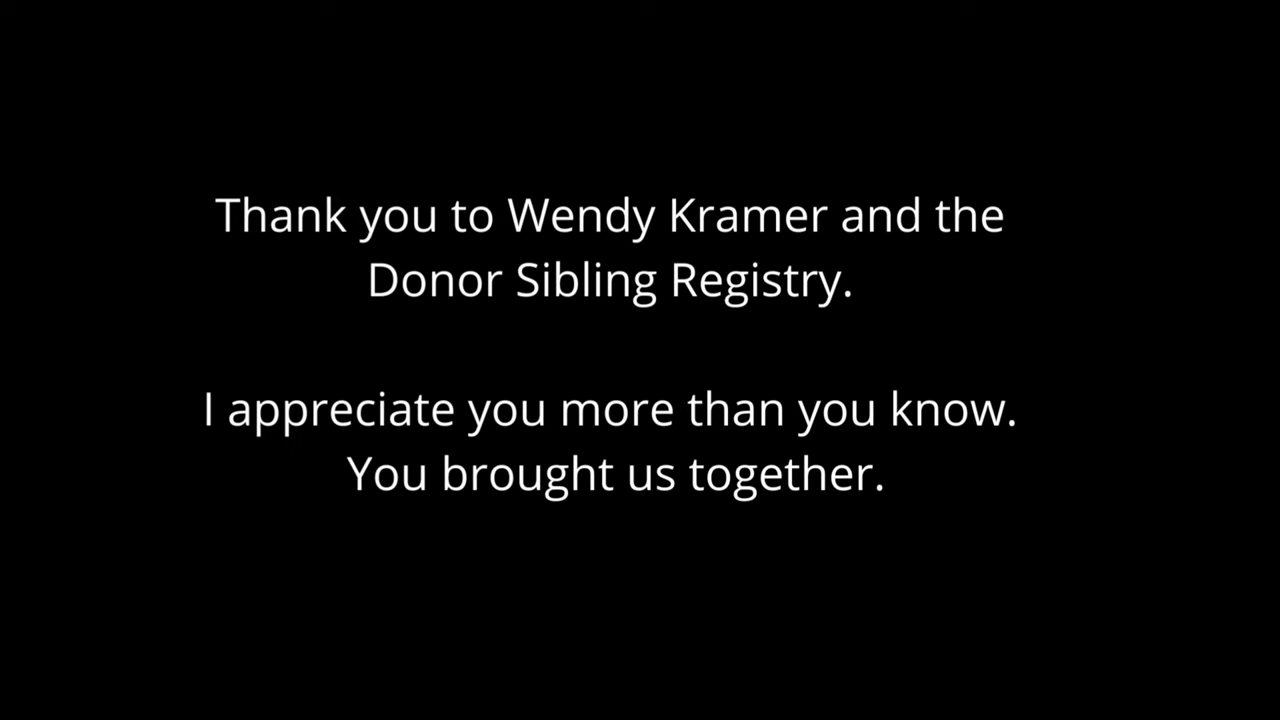 Thank you to Wendy Kramer and the
Donor Sibling Registry.
I appreciate you more than you know.
You brought us together.